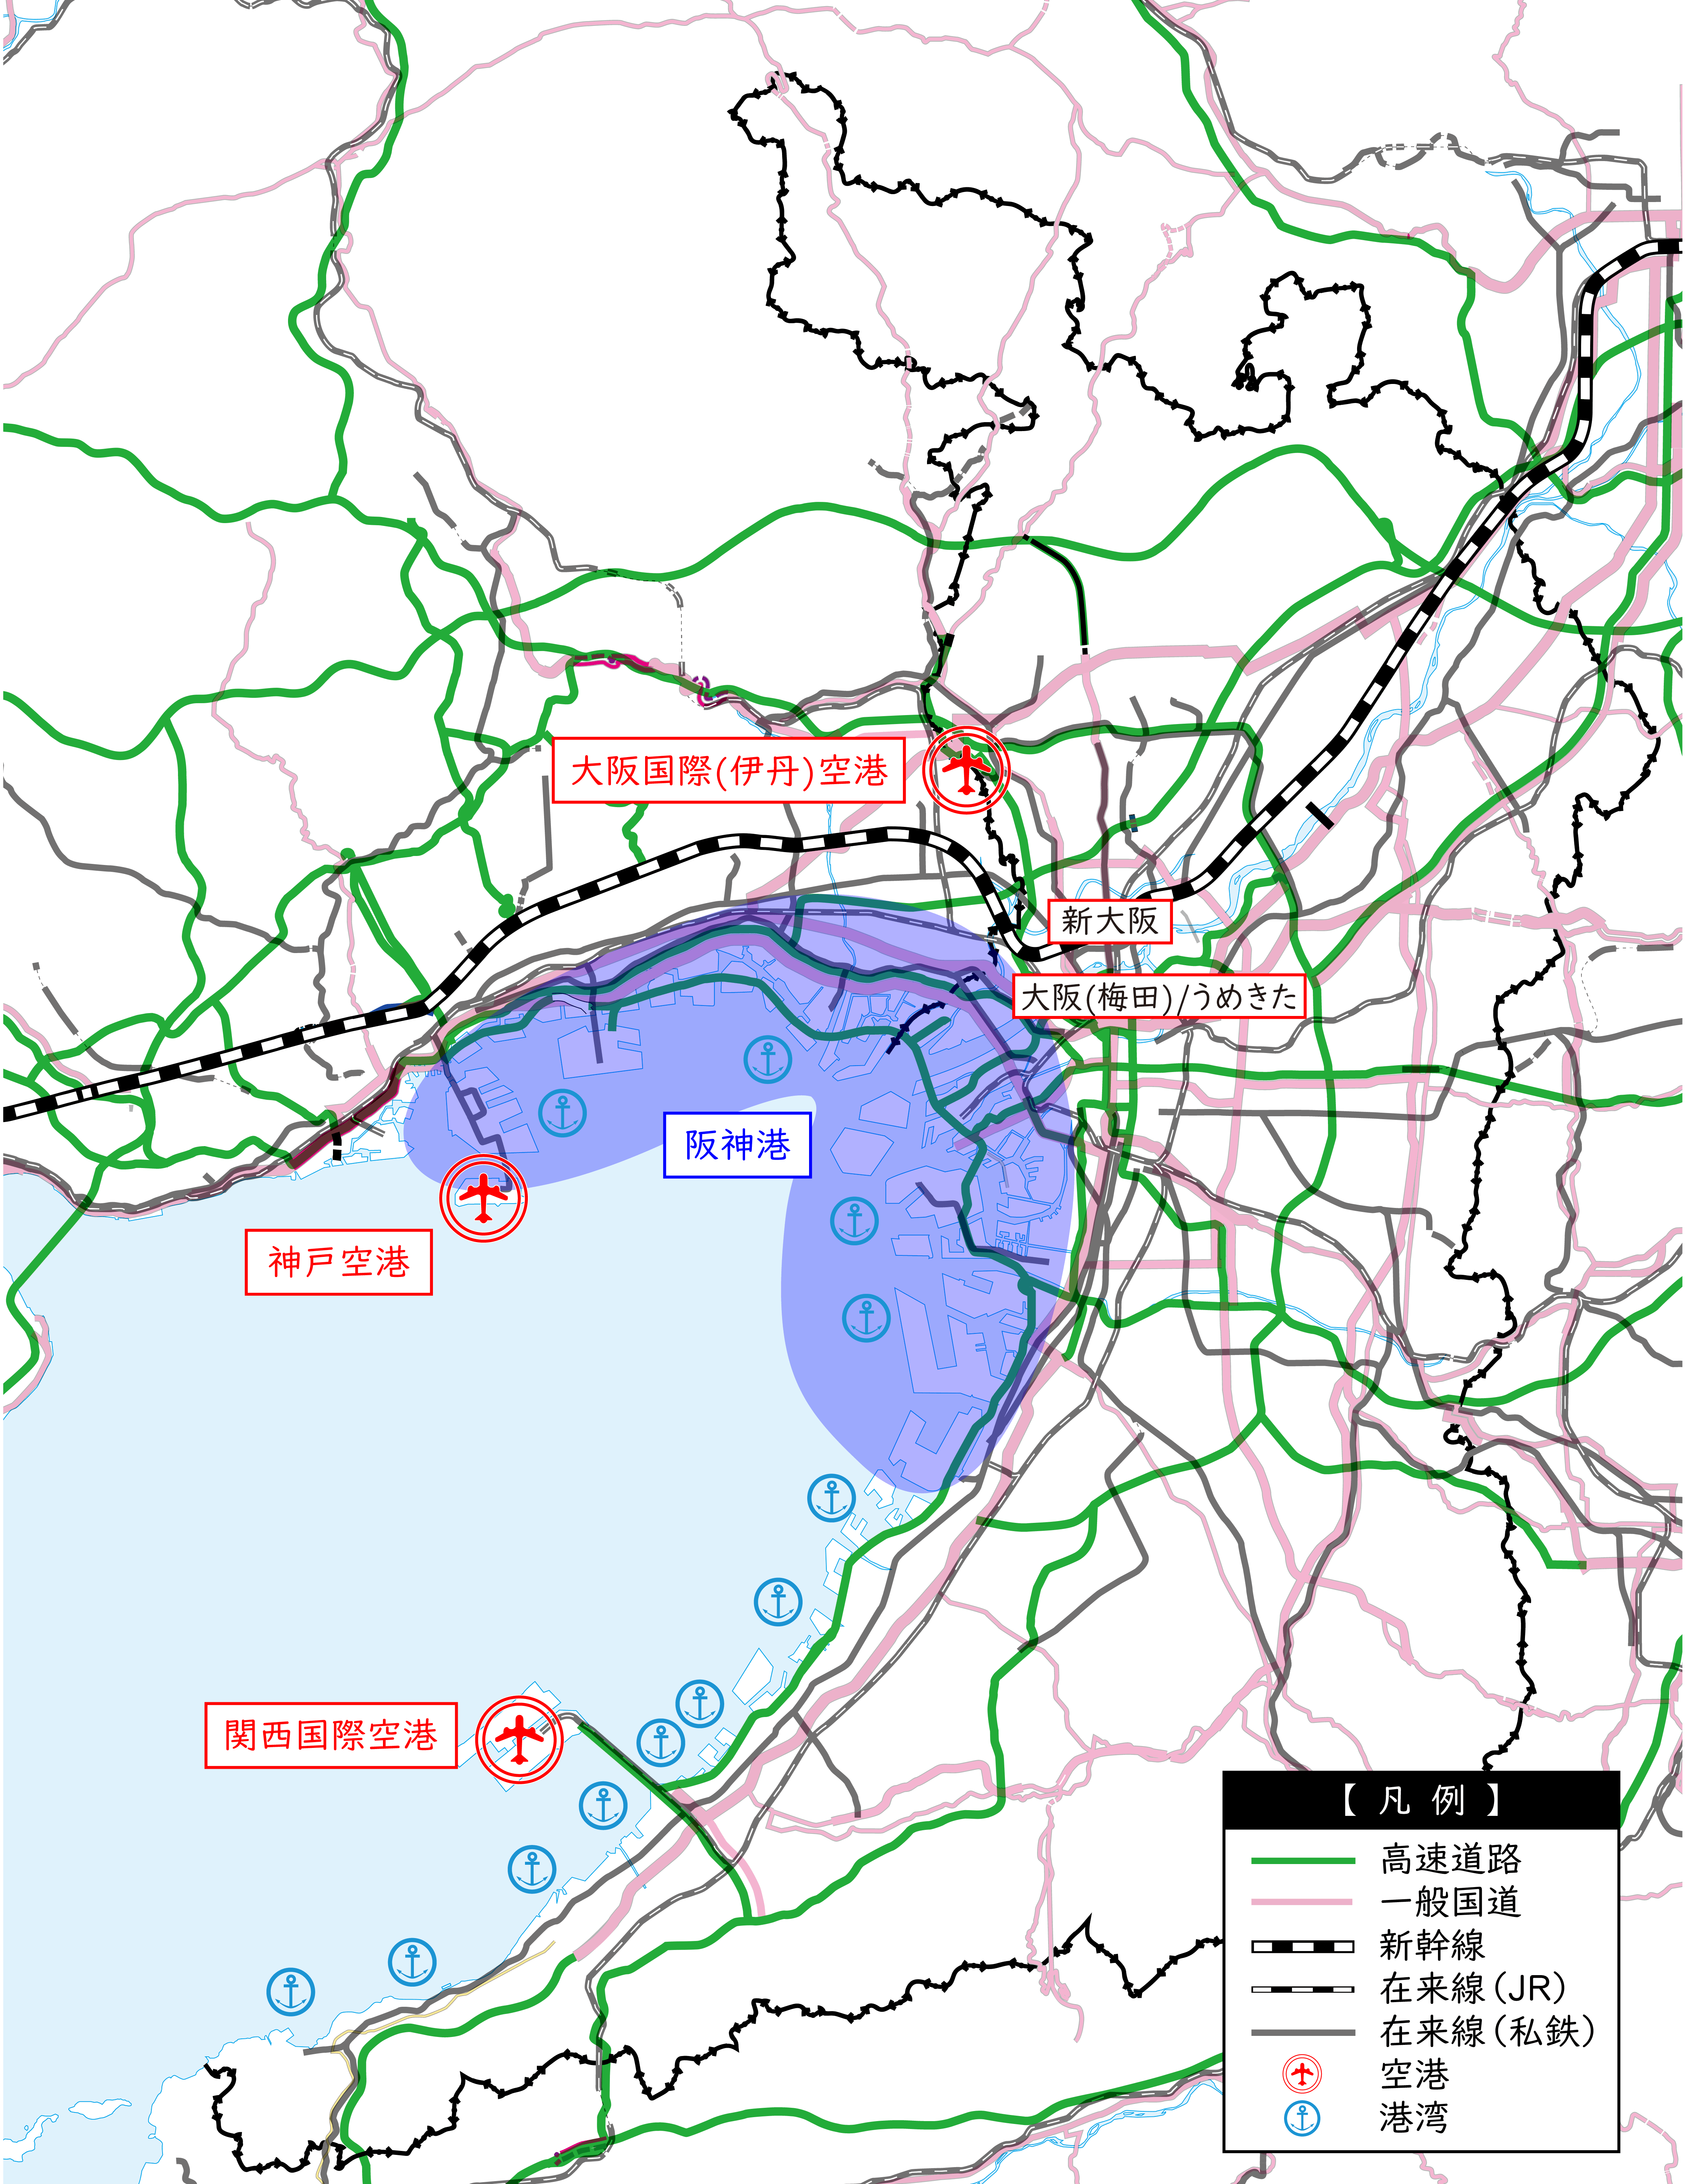 大阪国際(伊丹)空港
新大阪
大阪(梅田)/うめきた
阪神港
神戸空港
関西国際空港
【 凡 例 】
高速道路
一般国道
新幹線
在来線(JR)
在来線(私鉄)
空港
港湾